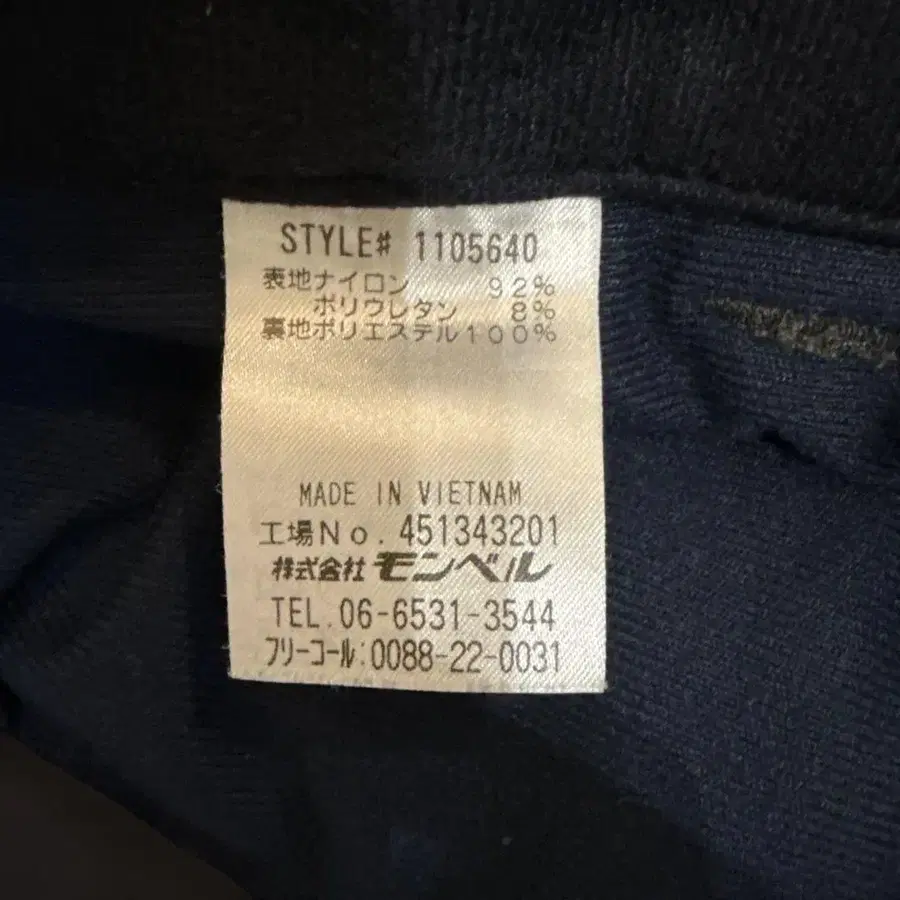 STYLE# 1105640
表地ナイロン 92%
ポリウレタン 8%
裏地ポリエステル100%
MADE IN VIETNAM
工場No. 451343201
株式会社モンベル
TEL.06-6531-3544
フリーコール:0088-22-0031